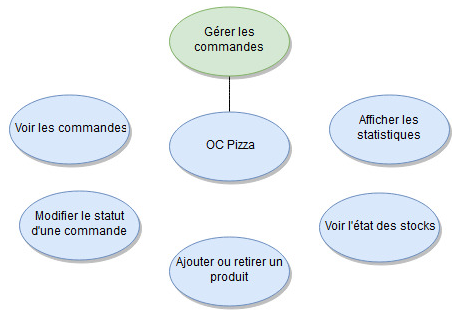 Gérer les
commandes
Voir les commandes
OC Pizza
Afficher les
statistiques
Modifier le statut
d'une commande
Voir l'état des stocks
Ajouter ou retirer un
produit